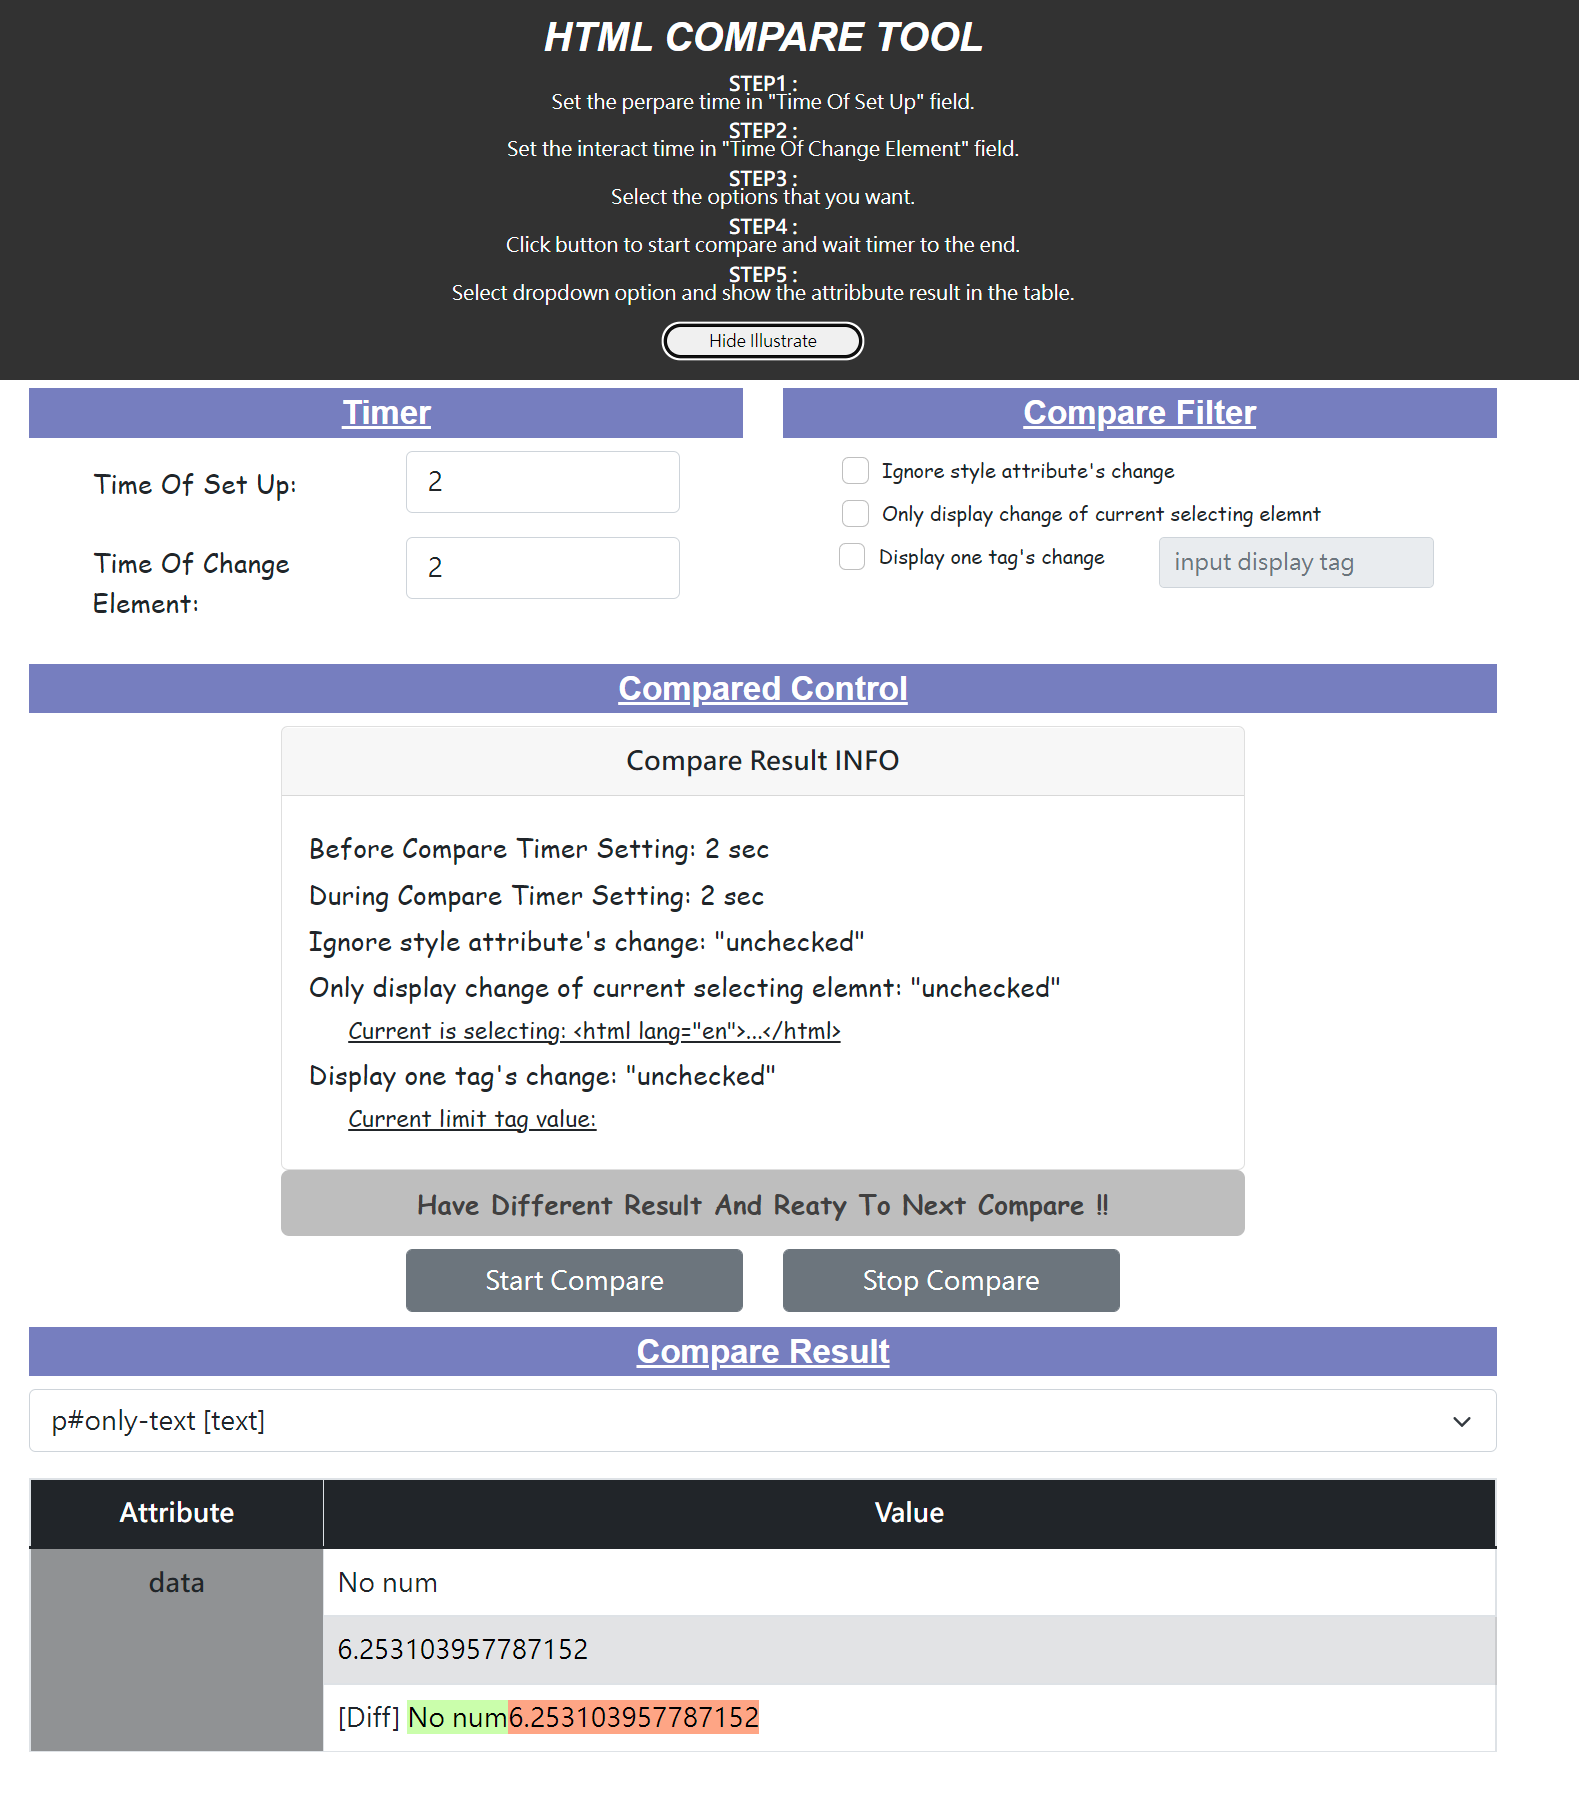 HTML COMPARE TOOL
STEP1 :
Set the perpare time in "Time Of Set Up" field.
STEP2 :
Set the interact time in "Time Of Change Element" field.
STEP3 :
Select the options that you want.
STEP4 :
Click button to start compare and wait timer to the end.
STEP5 :
Select dropdown option and show the attribbute result in the table.
Hide Illustrate
Timer
Time Of Set Up:
2
Time Of Change
Element:
2
Compare Filter
Ignore style attribute's change
Only display change of current selecting elemnt
Display one tag's change
input display tag
Compared Control
Compare Result INFO
Before Compare Timer Setting: 2 sec
During Compare Timer Setting: 2 sec
Ignore style attribute's change: "unchecked"
Only display change of current selecting elemnt: "unchecked"
Current is selecting: <html lang="en">...</html>
Display one tag's change: "unchecked"
Current limit tag value:
Have Different Result And Reaty To Next Compare !!
Start Compare
Stop Compare
Compare Result
p#only-text [text]
Attribute Value
data
No num
6.253103957787152
[Diff] No num6.253103957787152